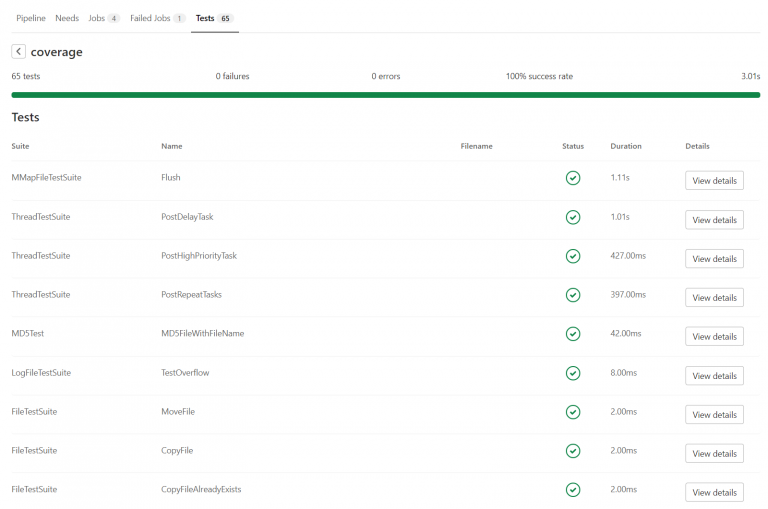 Pipeline Needs Jobs 4 Failed Jobs 1 Tests 65
coverage
65 tests 0 failures 0 errors 100% success rate 3.01s
Tests
Suite Name Filename Status Duration Details
MMapFileTestSuite Flush 1.11s View details
ThreadTestSuite PostDelayTask 1.01s View details
ThreadTestSuite PostHighPriorityTask 427.00ms View details
ThreadTestSuite PostRepeatTasks 397.00ms View details
MD5Test MD5FileWithFileName 42.00ms View details
LogFileTestSuite TestOverflow 8.00ms View details
FileTestSuite MoveFile 2.00ms View details
FileTestSuite CopyFile 2.00ms View details
FileTestSuite CopyFileAlreadyExists 2.00ms View details